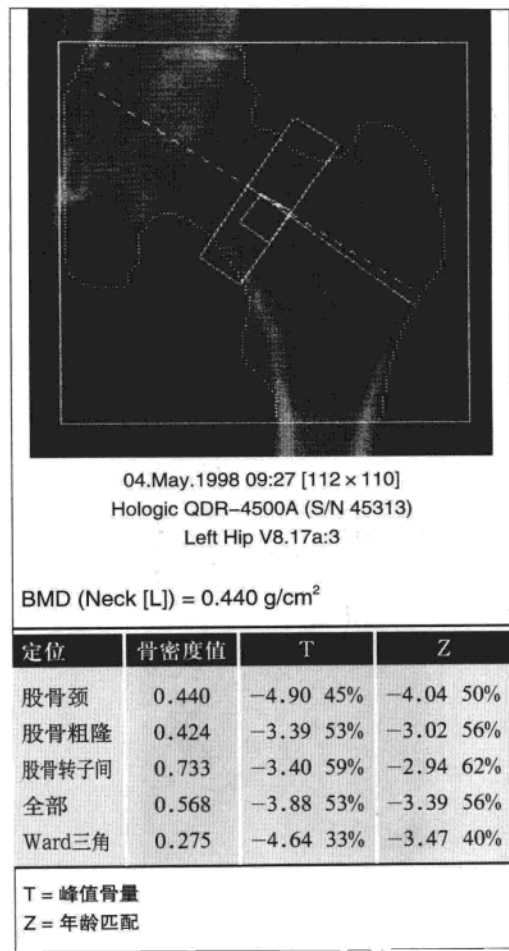 04.May.1998 09:27 [112 × 110]
Hologic QDR-4500A (S/N 45313)
Left Hip V8.17a:3
BMD (Neck [L]) = 0.440 g/cm²
定位 骨密度值 T Z
股骨颈 0.440 −4.90 45% −4.04 50%
股骨粗隆 0.424 −3.39 53% −3.02 56%
股骨转子间 0.733 −3.40 59% −2.94 62%
全部 0.568 −3.88 53% −3.39 56%
Ward三角 0.275 −4.64 33% −3.47 40%
T = 峰值骨量
Z = 年龄匹配